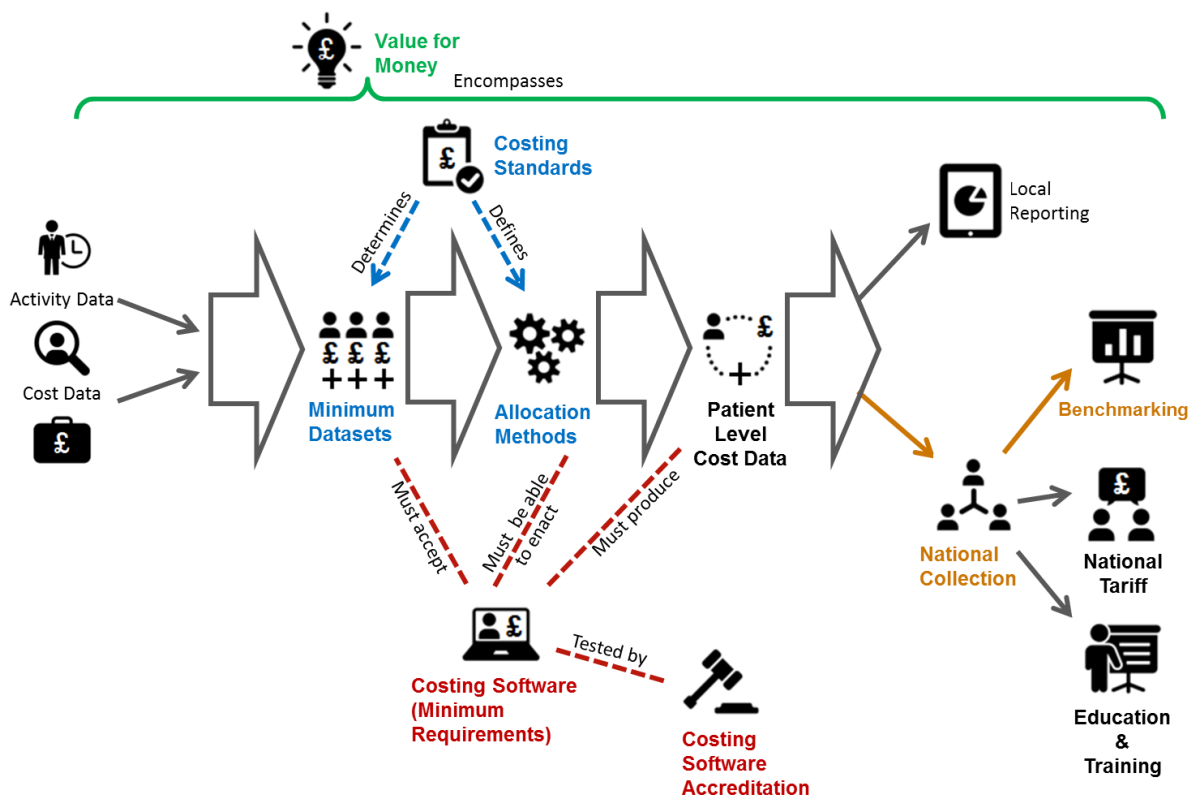 Value for
Money
Encompasses
Costing
Standards
Determines
Defines
Local
Reporting
Activity Data
Cost Data
Minimum
Datasets
Allocation
Methods
Patient
Level
Cost Data
Benchmarking
Must accept
Must be able
to enact
Must produce
National
Collection
National
Tariff
Tested by
Costing Software
(Minimum
Requirements)
Costing
Software
Accreditation
Education
&
Training